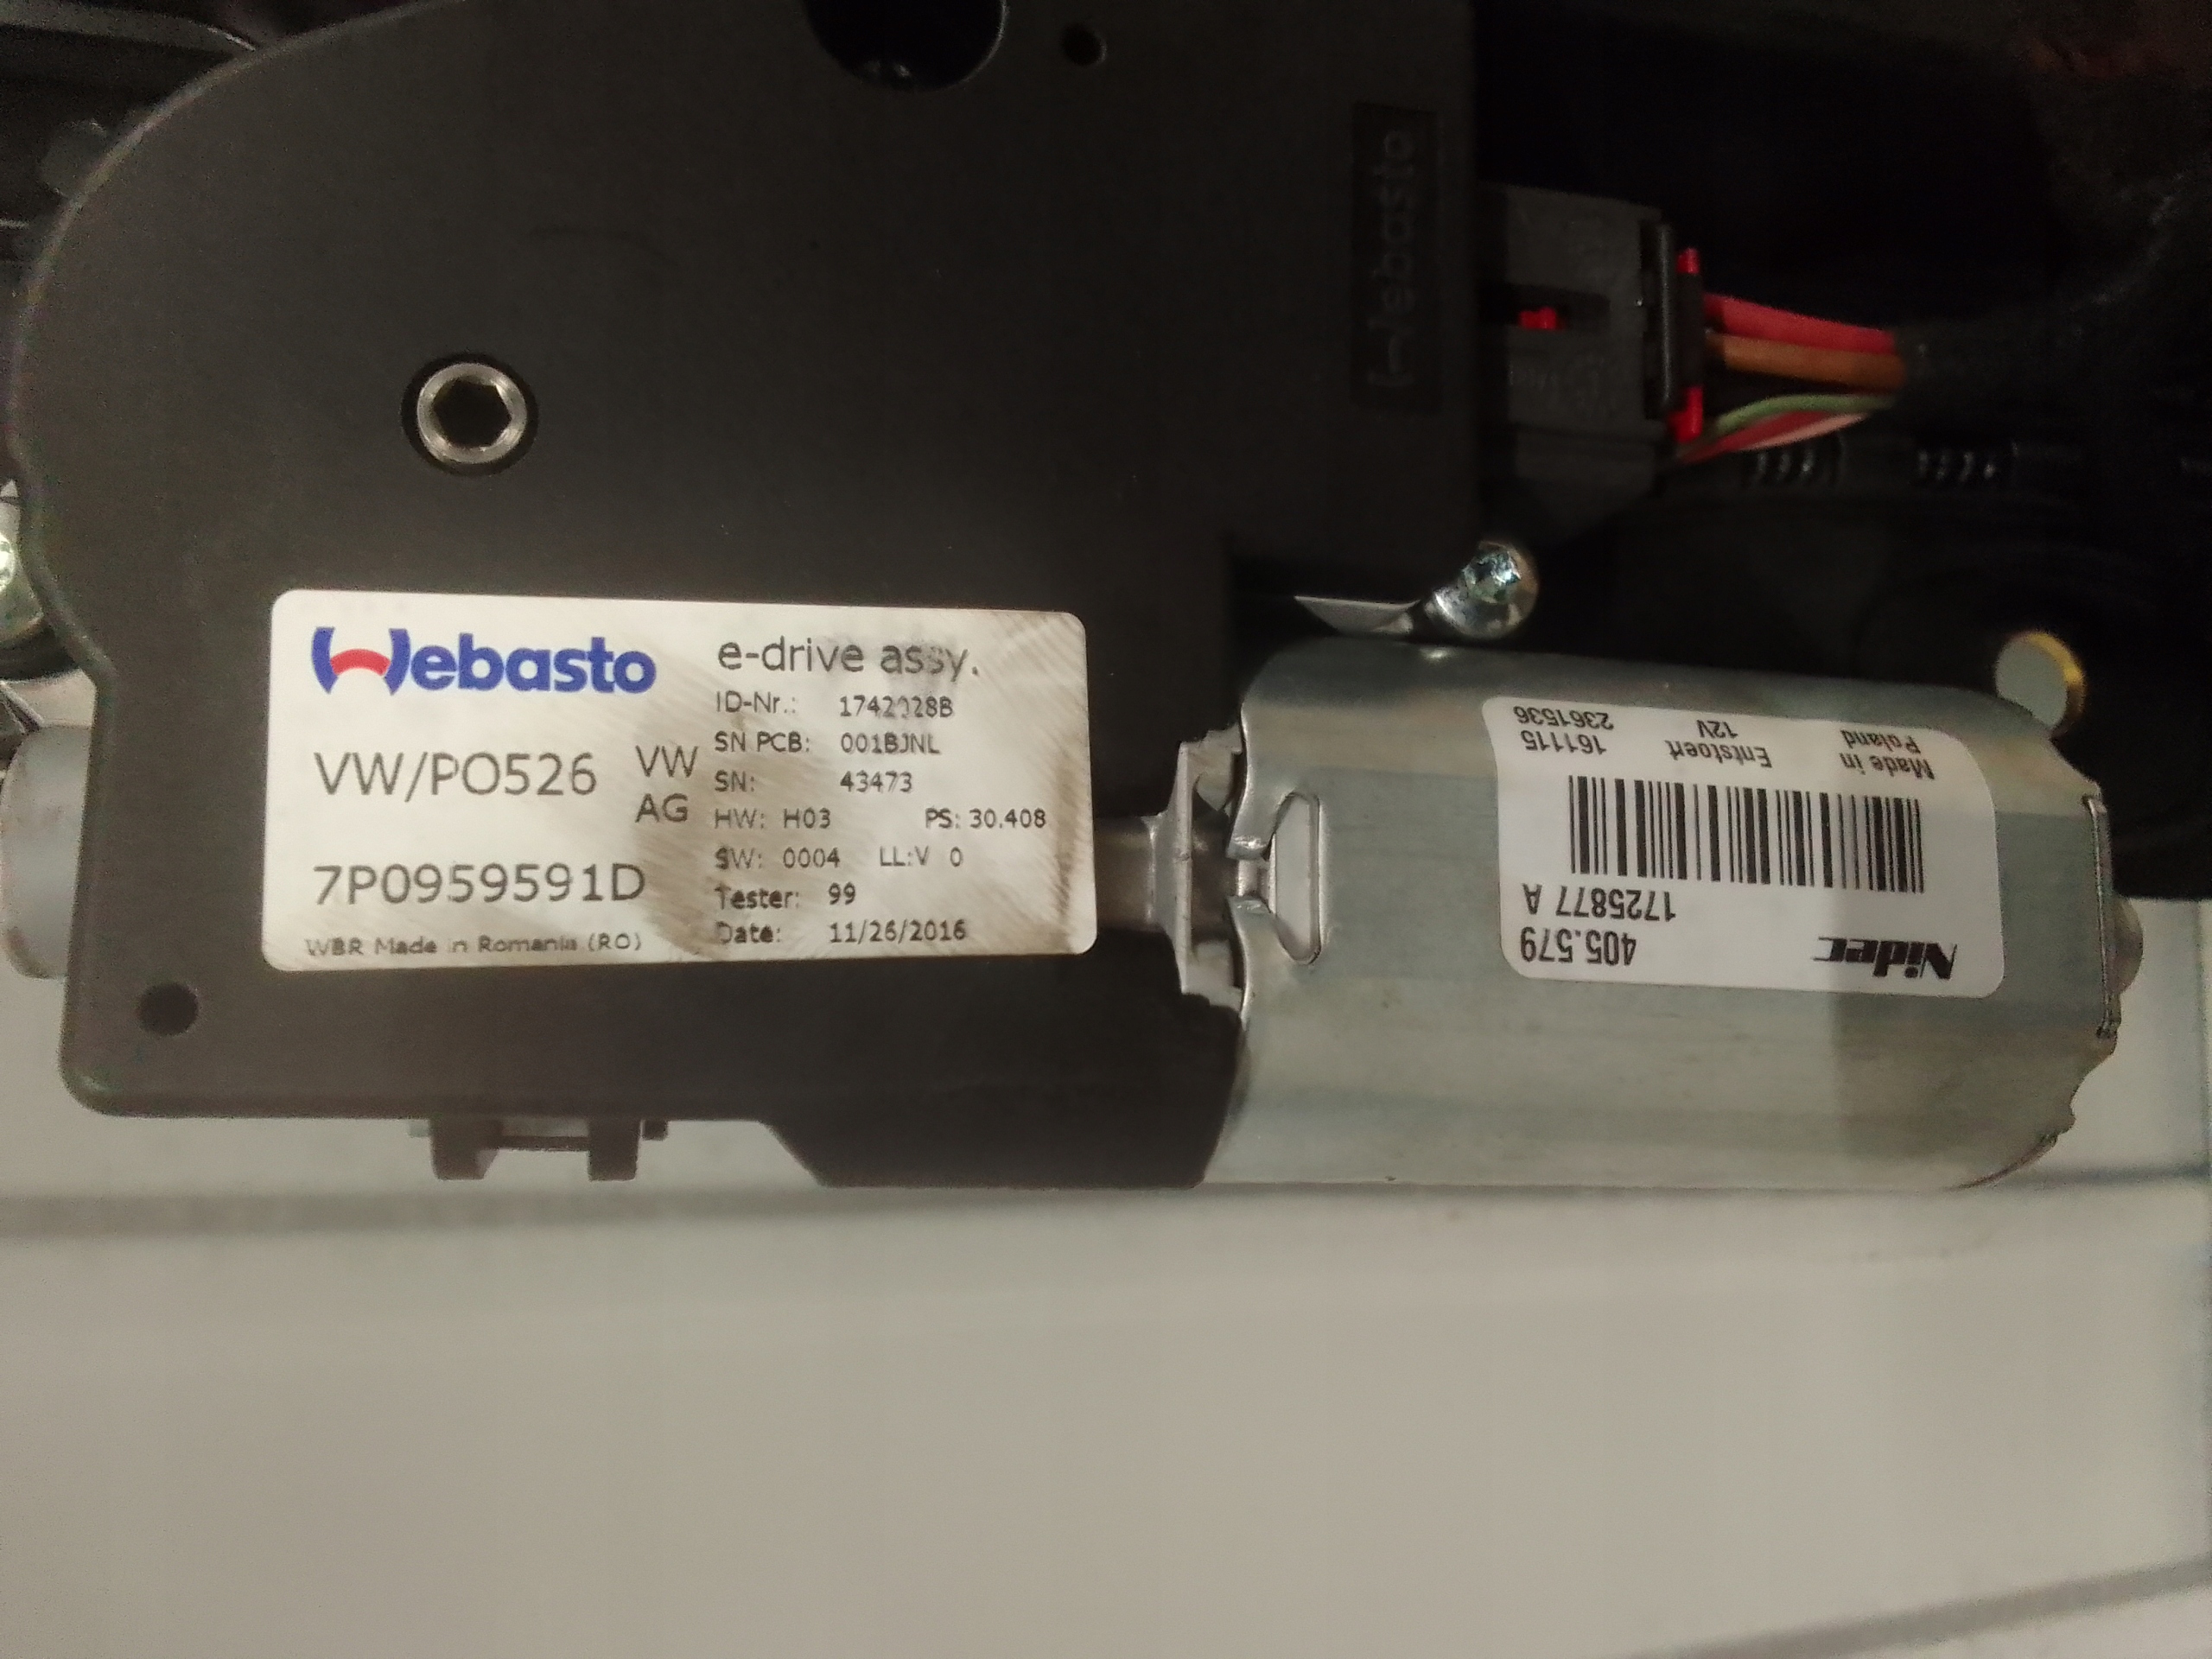 Webasto
Webasto
e-drive assy.
VW/PO526
VW
AG
7P0959591D
WBR Made in Romania (RO)
ID-Nr.:
SN PCB: 001BJNL
SN: 43473
HW: H03 PS: 30.408
SW: 0004 LL:V 0
Tester: 99
Date: 11/26/2016
Nidec 405.579
1725877 A
Made in Entstoert 161115
Poland 12V 2361536